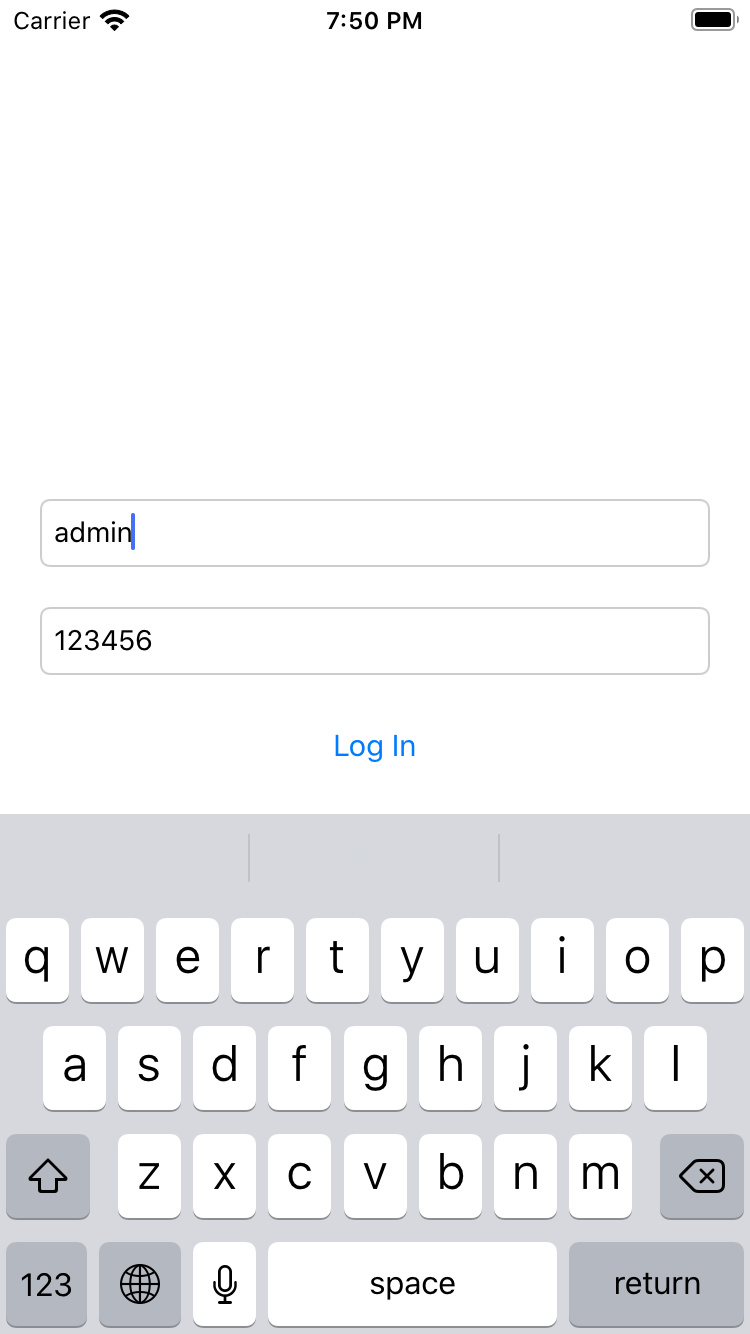 Carrier 7:50 PM
admin
123456
Log In
q w e r t y u i o p
a s d f g h j k l
z x c v b n m
123 space return